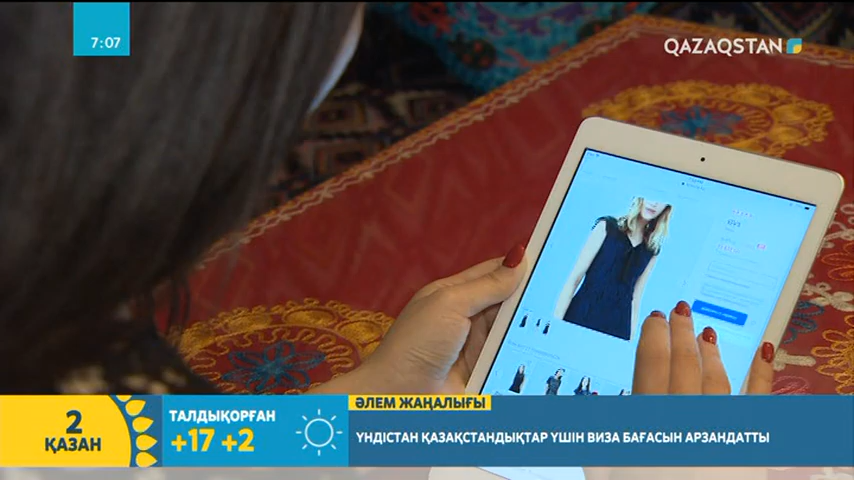 7:07
QAZAQSTAN
2
ҚАЗАН
ТАЛДЫҚОРҒАН
+17 +2
ӘЛЕМ ЖАҢАЛЫҒЫ
ҮНДІСТАН ҚАЗАҚСТАНДЫҚТАР ҮШІН ВИЗА БАҒАСЫН АРЗАНДАТТЫ